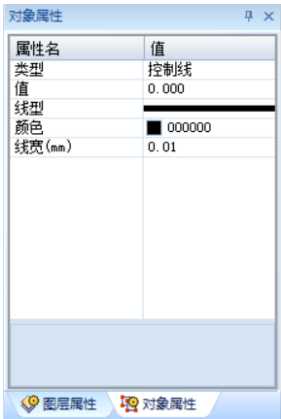 对象属性
属性名 值
类型 控制线
值 0.000
线型
颜色 000000
线宽(mm) 0.01
图层属性 对象属性